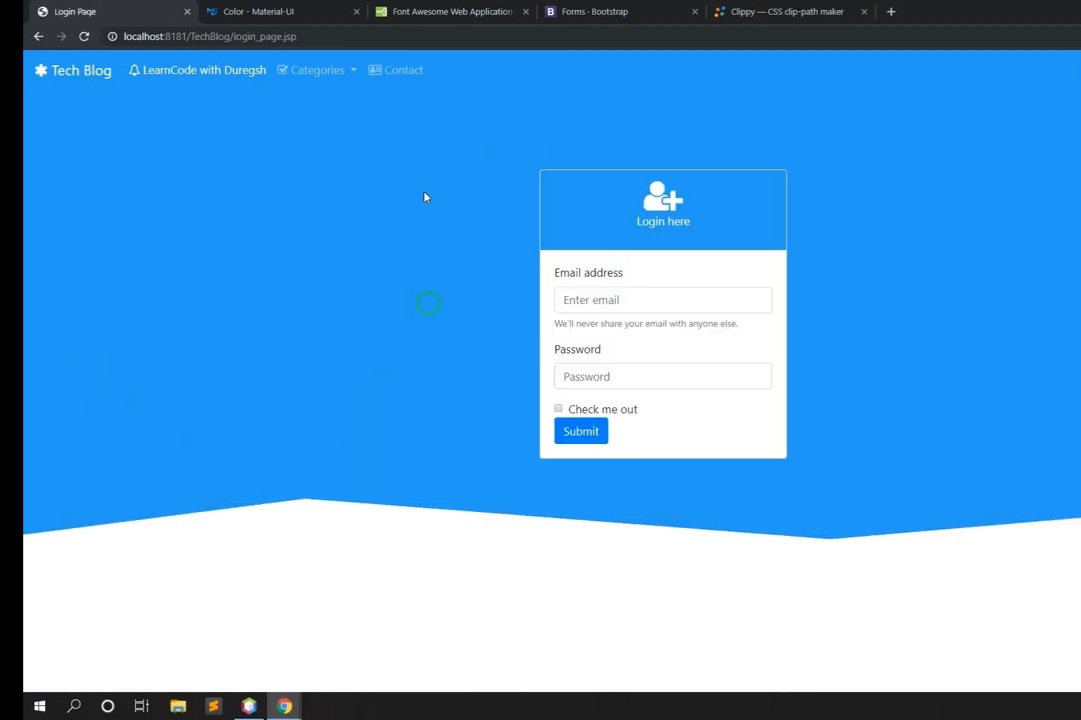 Login Page
Color - Material-UI
Font Awesome Web Application
Forms · Bootstrap
Clippy — CSS clip-path maker
localhost:8181/TechBlog/login_page.jsp
Tech Blog LearnCode with Duregsh Categories Contact
Login here
Email address
Enter email
We'll never share your email with anyone else.
Password
Password
Check me out
Submit